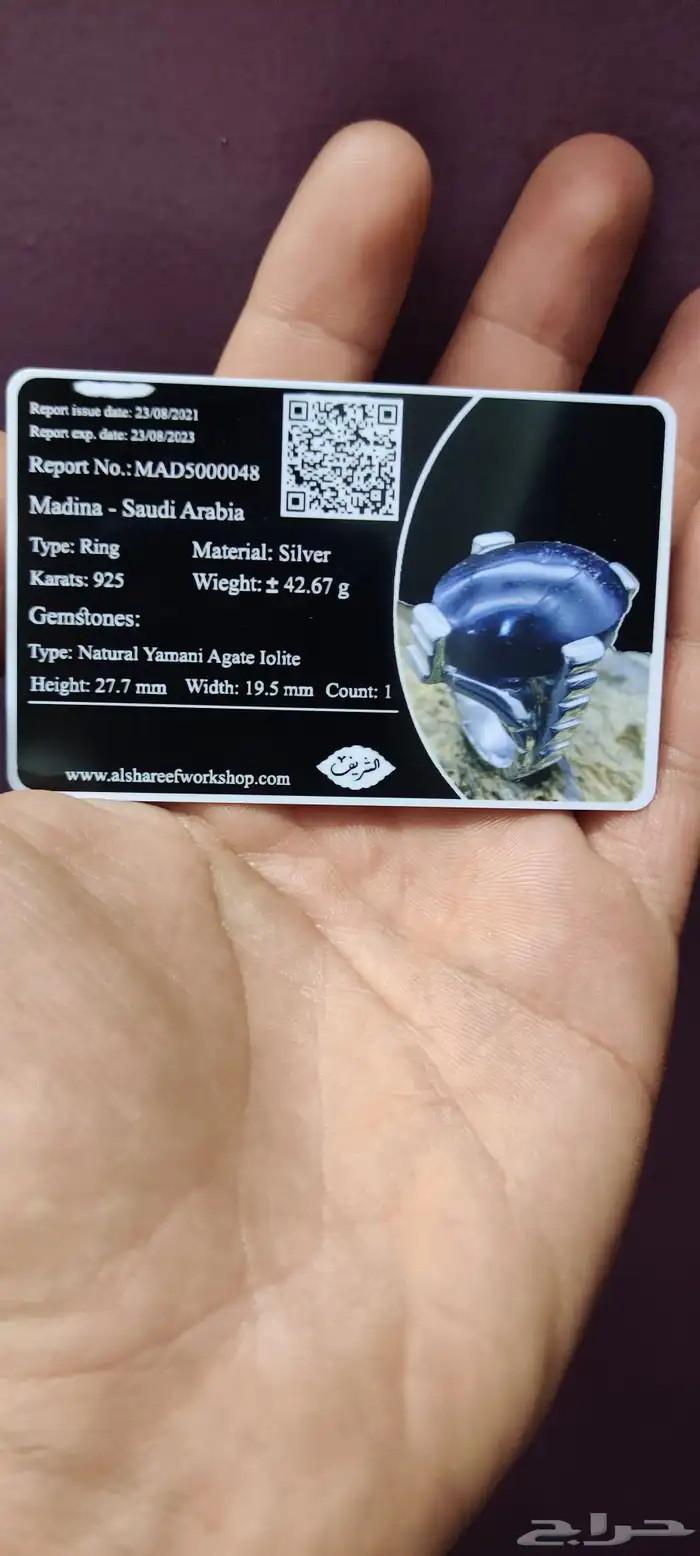 Report issue date: 23/08/2021
Report exp. date: 23/08/2023
Report No.: MAD5000048
Madina - Saudi Arabia
Type: Ring Material: Silver
Karats: 925 Wieght: ± 42.67 g
Gemstones:
Type: Natural Yamani Agate Iolite
Height: 27.7 mm Width: 19.5 mm Count: 1
www.alshareefworkshop.com
الشريف
حراج